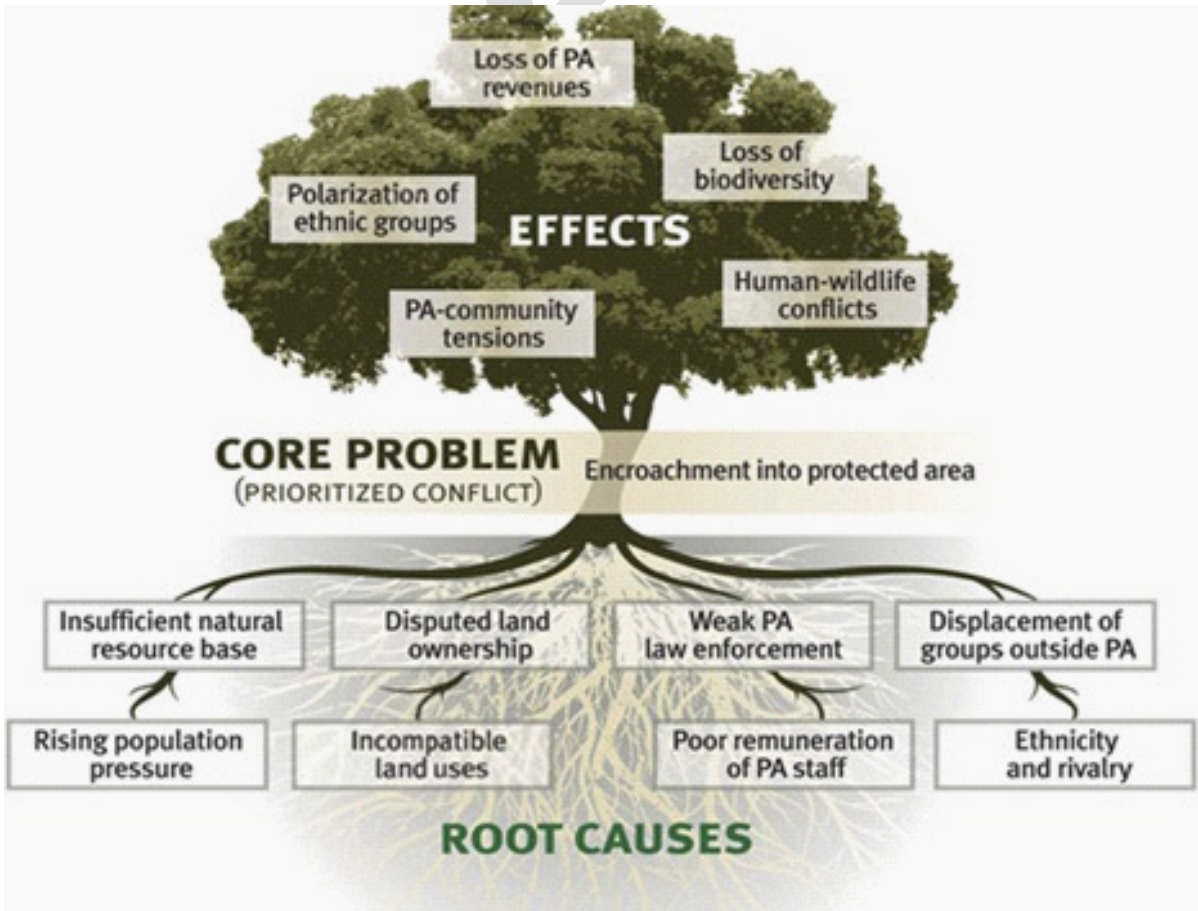 Loss of PA
revenues
Loss of
biodiversity
Polarization of
ethnic groups
EFFECTS
Human-wildlife
conflicts
PA-community
tensions
CORE PROBLEM
(PRIORITIZED CONFLICT)
Encroachment into protected area
Insufficient natural
resource base
Disputed land
ownership
Weak PA
law enforcement
Displacement of
groups outside PA
Rising population
pressure
Incompatible
land uses
Poor remuneration
of PA staff
Ethnicity
and rivalry
ROOT CAUSES